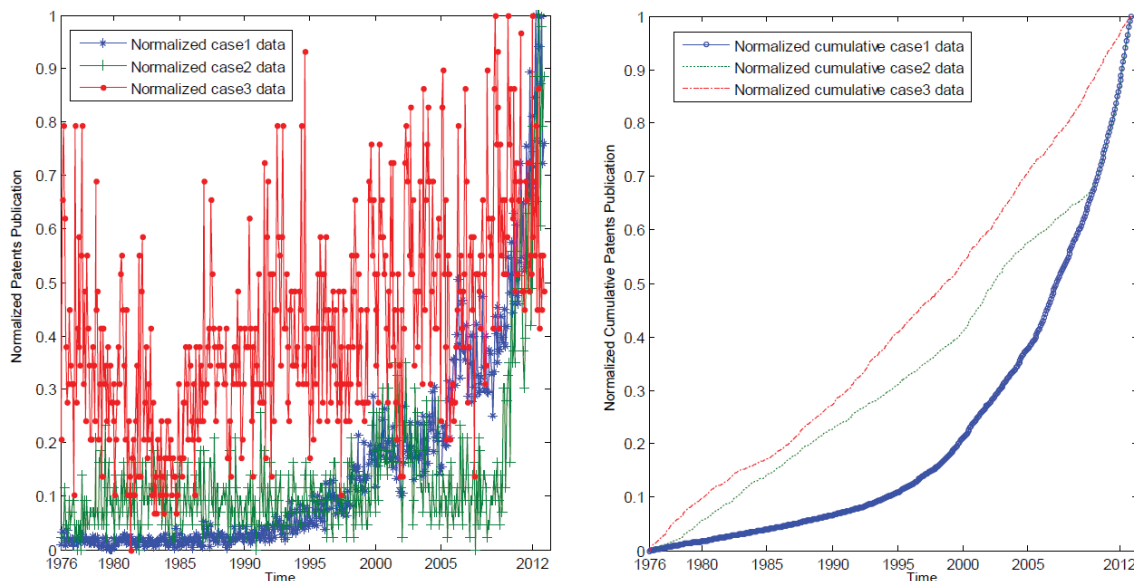 Normalized Patents Publication
1
0.9
0.8
0.7
0.6
0.5
0.4
0.3
0.2
0.1
0
Normalized case1 data
Normalized case2 data
Normalized case3 data
1976 1980 1985 1990 1995 2000 2005 2012
Time
Normalized Cumulative Patents Publication
1
0.9
0.8
0.7
0.6
0.5
0.4
0.3
0.2
0.1
0
Normalized cumulative case1 data
Normalized cumulative case2 data
Normalized cumulative case3 data
1976 1980 1985 1990 1995 2000 2005 2012
Time